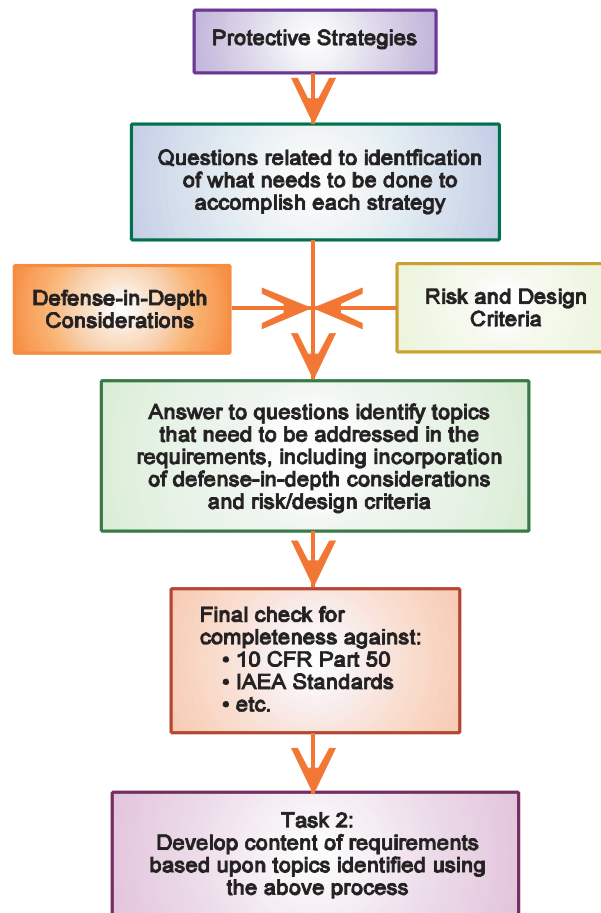 Protective Strategies
Questions related to identfication
of what needs to be done to
accomplish each strategy
Defense-in-Depth
Considerations
Risk and Design
Criteria
Answer to questions identify topics
that need to be addressed in the
requirements, including incorporation
of defense-in-depth considerations
and risk/design criteria
Final check for
completeness against:
• 10 CFR Part 50
• IAEA Standards
• etc.
Task 2:
Develop content of requirements
based upon topics identified using
the above process